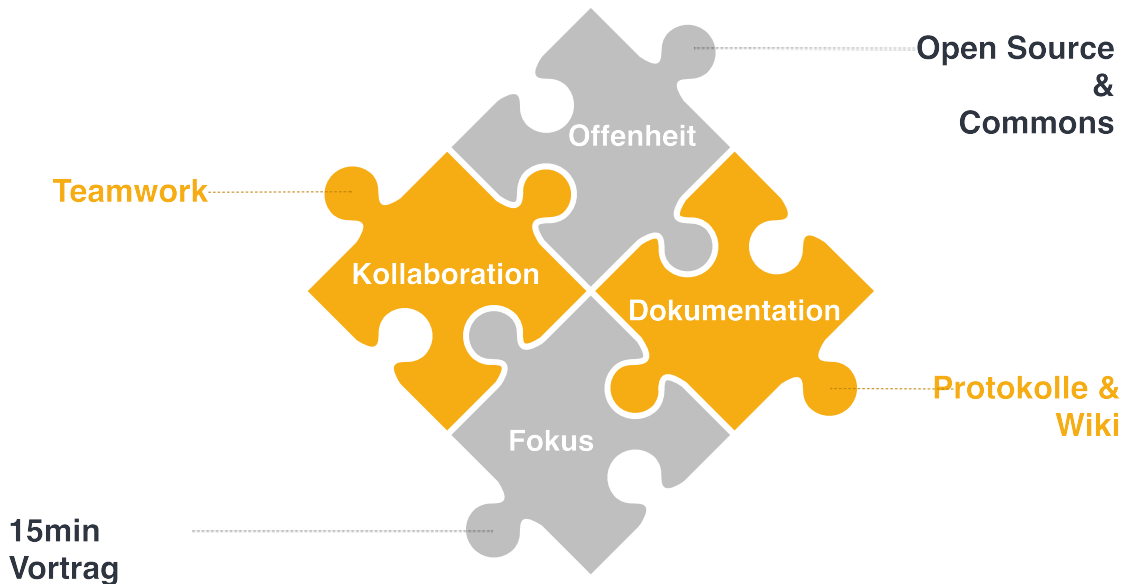 Open Source
&
Commons
Offenheit
Teamwork
Kollaboration
Dokumentation
Protokolle &
Wiki
Fokus
15min
Vortrag